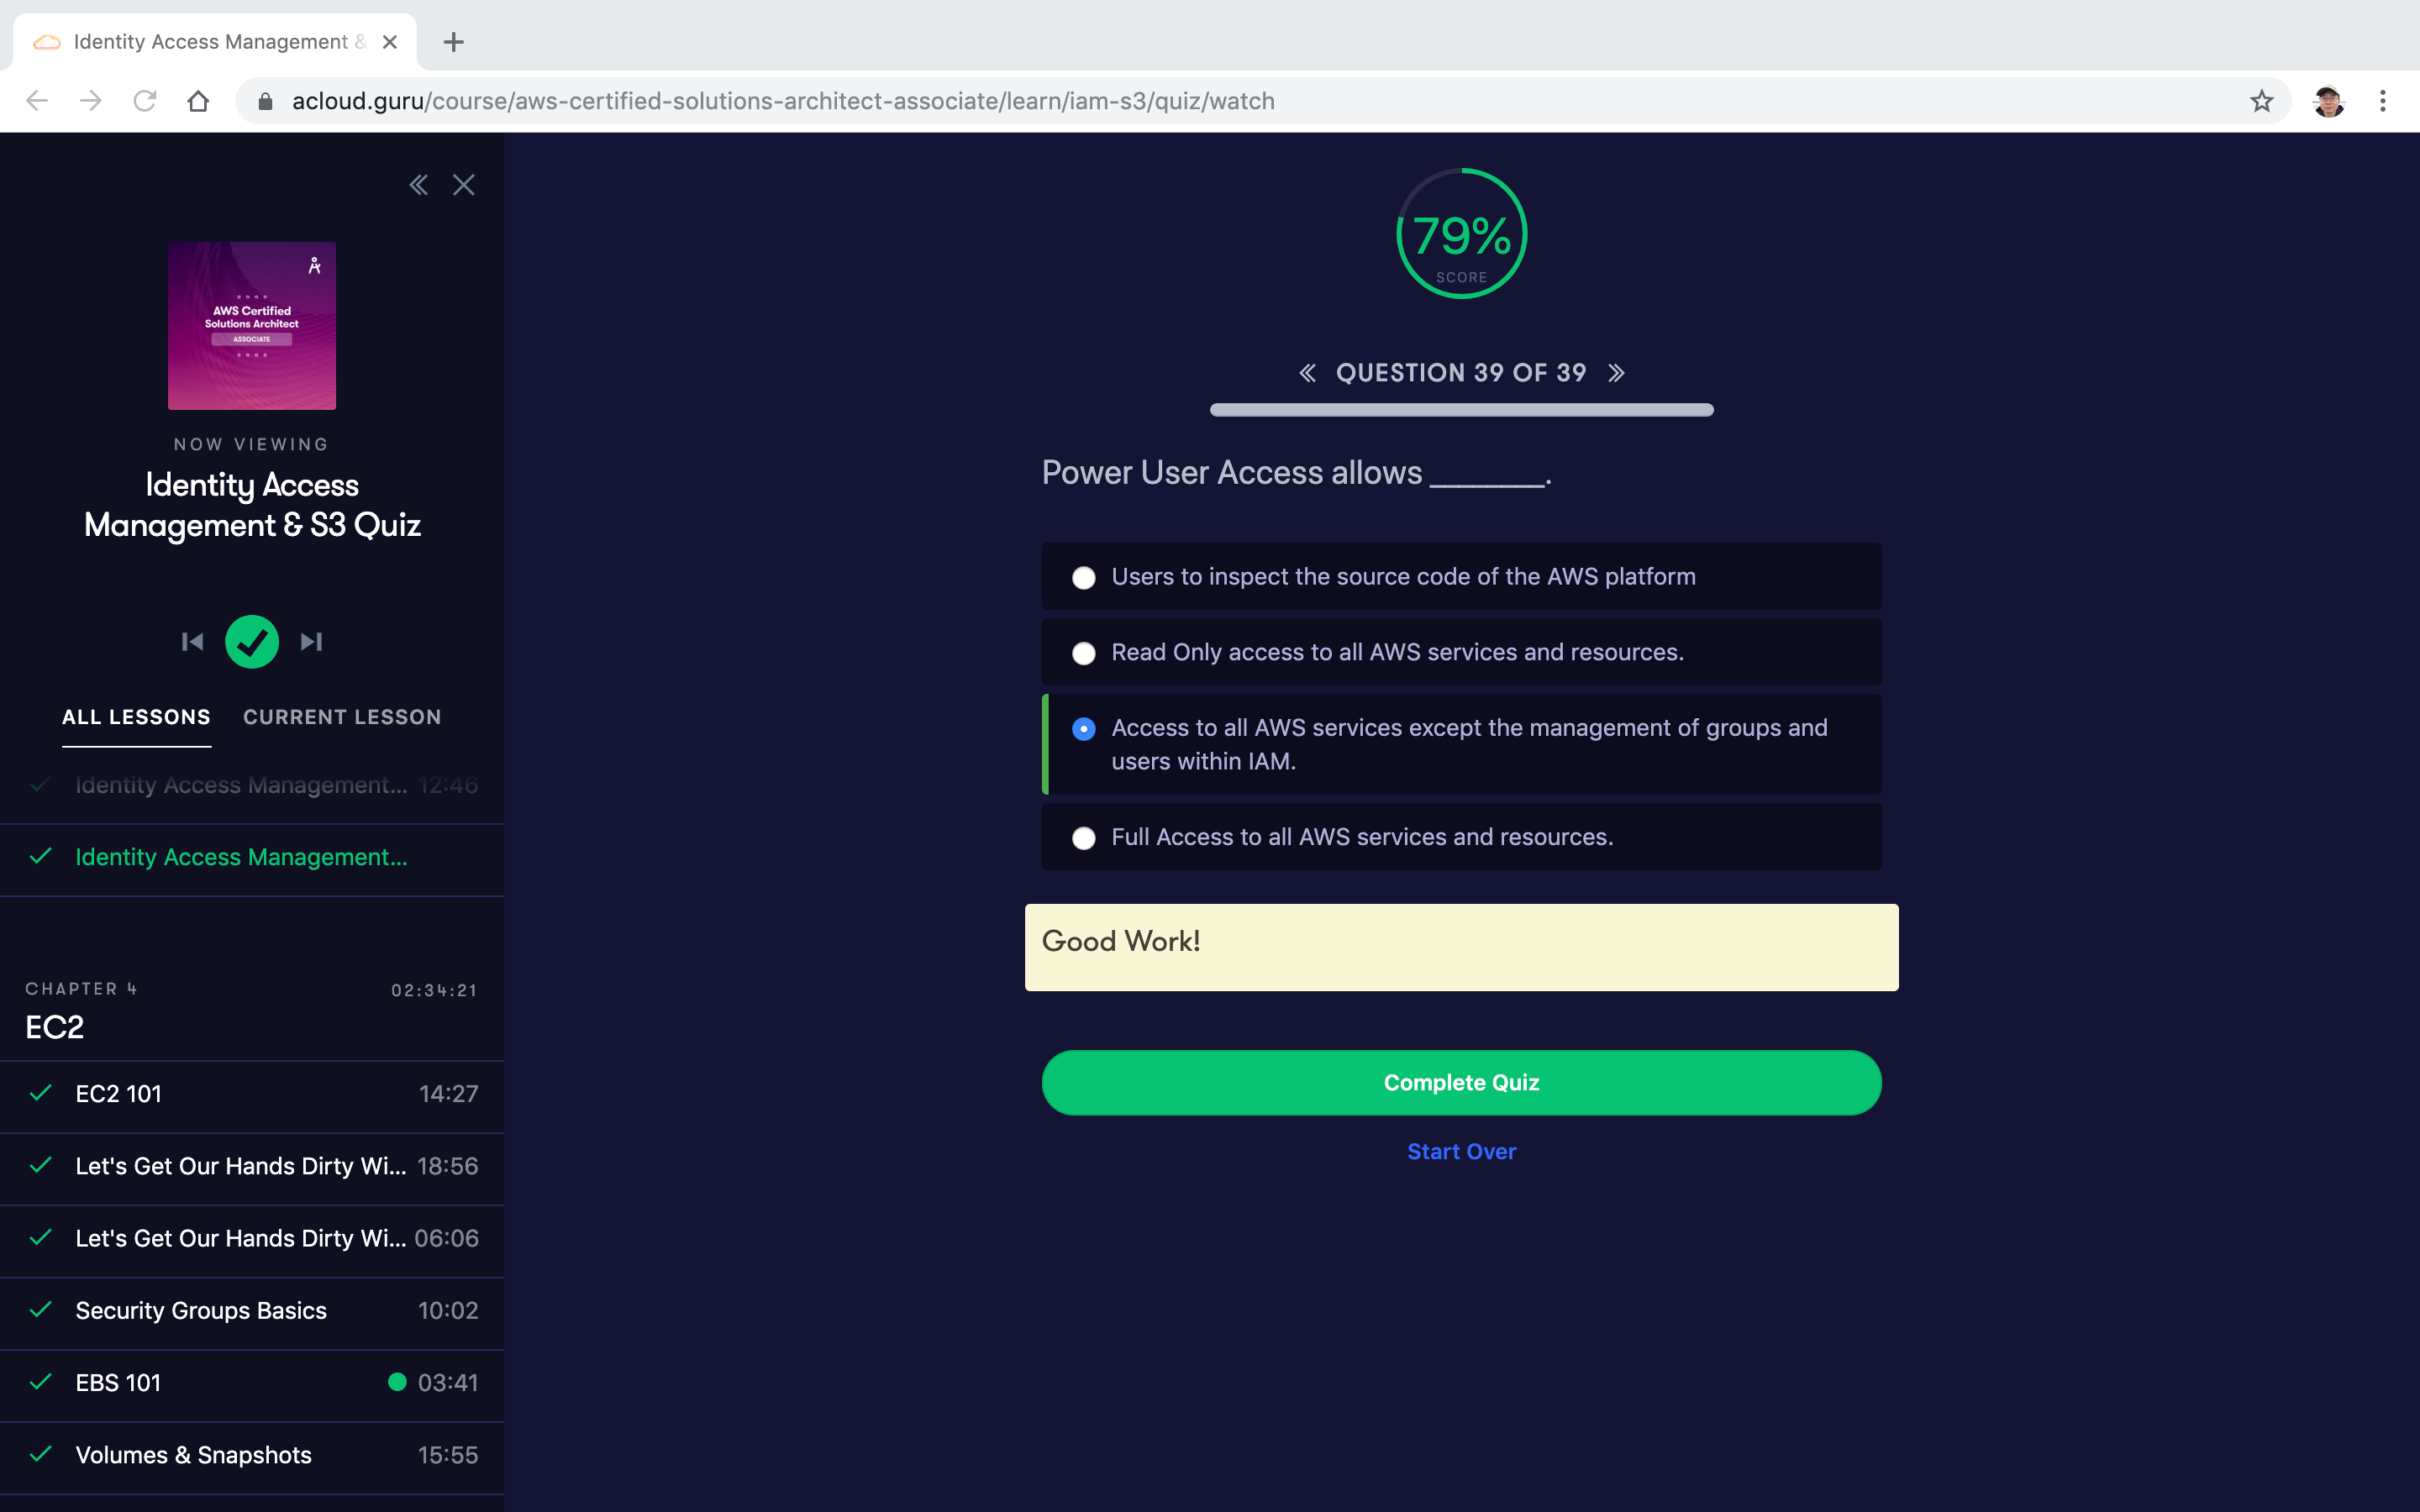 Identity Access Management &
acloud.guru/course/aws-certified-solutions-architect-associate/learn/iam-s3/quiz/watch
AWS Certified
Solutions Architect
ASSOCIATE
NOW VIEWING
Identity Access
Management & S3 Quiz
ALL LESSONS CURRENT LESSON
Identity Access Management... 12:46
Identity Access Management...
CHAPTER 4 02:34:21
EC2
EC2 101 14:27
Let's Get Our Hands Dirty Wi... 18:56
Let's Get Our Hands Dirty Wi... 06:06
Security Groups Basics 10:02
EBS 101 03:41
Volumes & Snapshots 15:55
79%
SCORE
QUESTION 39 OF 39
Power User Access allows ________.
Users to inspect the source code of the AWS platform
Read Only access to all AWS services and resources.
Access to all AWS services except the management of groups and
users within IAM.
Full Access to all AWS services and resources.
Good Work!
Complete Quiz
Start Over